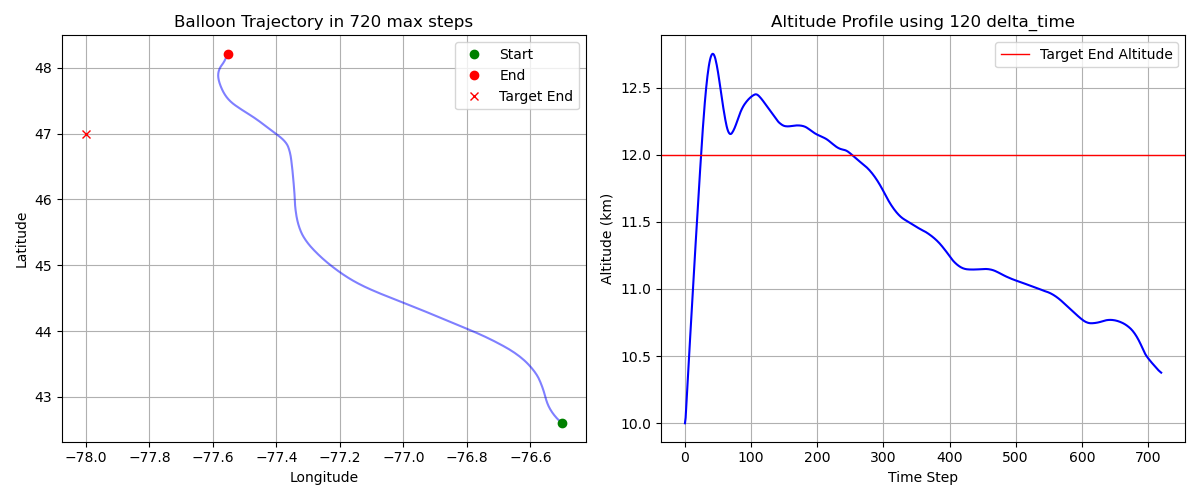 Balloon Trajectory in 720 max steps
Latitude
48
47
46
45
44
43
Start
End
Target End
−78.0 −77.8 −77.6 −77.4 −77.2 −77.0 −76.8 −76.6
Longitude
Altitude Profile using 120 delta_time
Altitude (km)
12.5
12.0
11.5
11.0
10.5
10.0
Target End Altitude
0 100 200 300 400 500 600 700
Time Step